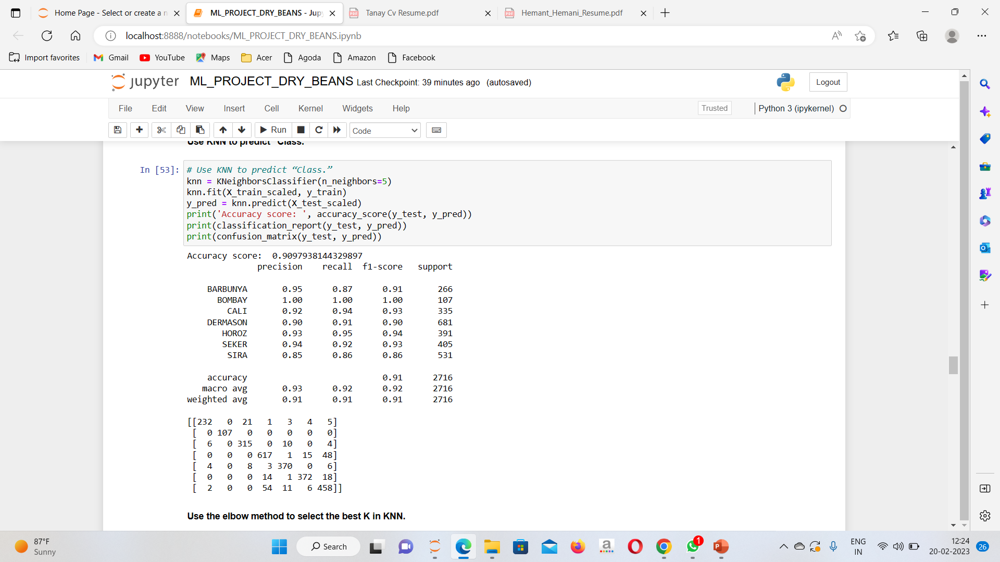 Home Page - Select or create a n
ML_PROJECT_DRY_BEANS - Jup
Tanay Cv Resume.pdf
Hemant_Hemani_Resume.pdf
localhost:8888/notebooks/ML_PROJECT_DRY_BEANS.ipynb
Import favorites
Gmail
YouTube
Maps
Acer
Agoda
Amazon
Facebook
jupyter ML_PROJECT_DRY_BEANS Last Checkpoint: 39 minutes ago (autosaved)
Logout
File Edit View Insert Cell Kernel Widgets Help
Trusted
Python 3 (ipykernel)
Run
Code
Use KNN to predict "Class."
In [53]:
# Use KNN to predict “Class.”
knn = KNeighborsClassifier(n_neighbors=5)
knn.fit(X_train_scaled, y_train)
y_pred = knn.predict(X_test_scaled)
print('Accuracy score: ', accuracy_score(y_test, y_pred))
print(classification_report(y_test, y_pred))
print(confusion_matrix(y_test, y_pred))
Accuracy score:  0.9097938144329897
precision recall f1-score support
BARBUNYA 0.95 0.87 0.91 266
BOMBAY 1.00 1.00 1.00 107
CALI 0.92 0.94 0.93 335
DERMASON 0.90 0.91 0.90 681
HOROZ 0.93 0.95 0.94 391
SEKER 0.94 0.92 0.93 405
SIRA 0.85 0.86 0.86 531
accuracy 0.91 2716
macro avg 0.93 0.92 0.92 2716
weighted avg 0.91 0.91 0.91 2716
[[232 0 21 1 3 4 5]
[ 0 107 0 0 0 0 0]
[ 6 0 315 0 10 0 4]
[ 0 0 0 617 1 15 48]
[ 4 0 8 3 370 0 6]
[ 0 0 0 14 1 372 18]
[ 2 0 0 54 11 6 458]]
Use the elbow method to select the best K in KNN.
87°F
Sunny
Search
a
1
P
ENG
IN
12:24
20-02-2023
26